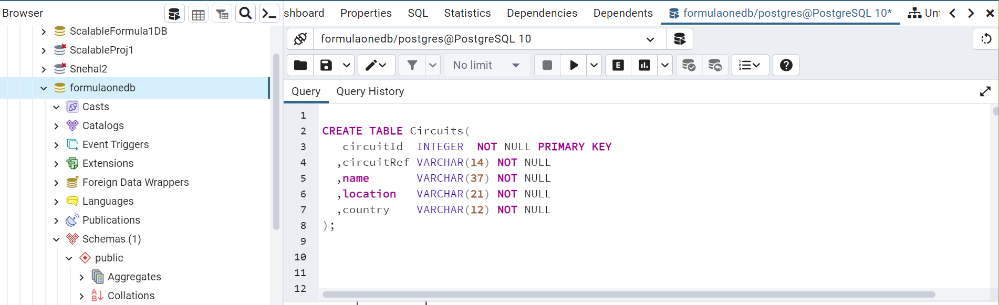 Browser
shboard Properties SQL Statistics Dependencies Dependents formulaonedb/postgres@PostgreSQL 10* Unt
ScalableFormula1DB
ScalableProj1
Snehal2
formulaonedb
Casts
Catalogs
Event Triggers
Extensions
Foreign Data Wrappers
Languages
Publications
Schemas (1)
public
Aggregates
Collations
formulaonedb/postgres@PostgreSQL 10
No limit
E
Query Query History
1
2 CREATE TABLE Circuits(
3 circuitId INTEGER NOT NULL PRIMARY KEY
4 ,circuitRef VARCHAR(14) NOT NULL
5 ,name VARCHAR(37) NOT NULL
6 ,location VARCHAR(21) NOT NULL
7 ,country VARCHAR(12) NOT NULL
8 );
9
10
11
12